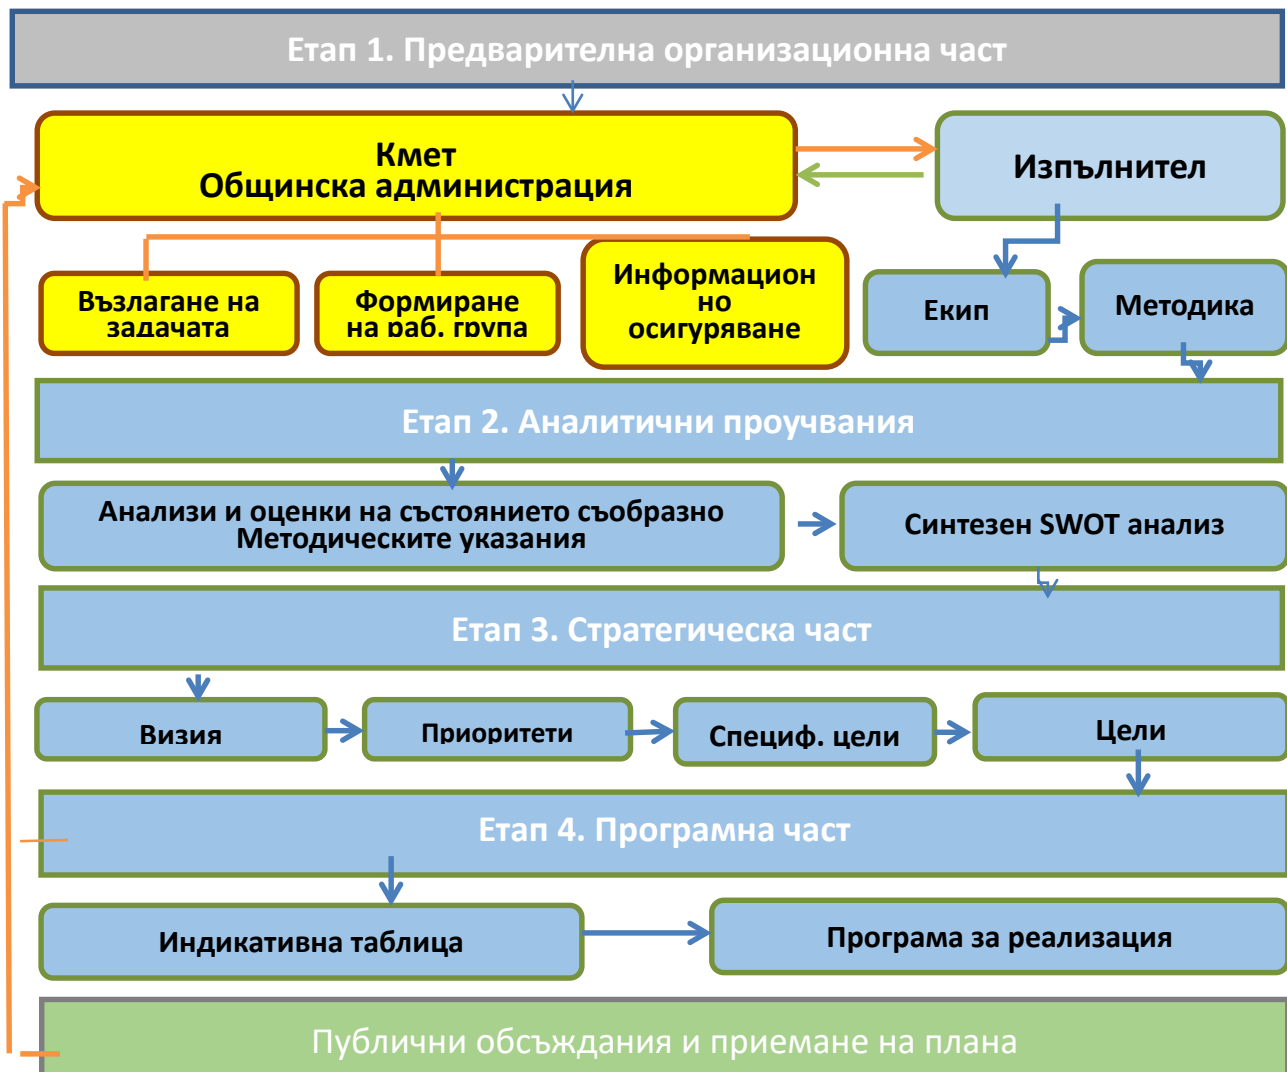 Етап 1. Предварителна организационна част
Кмет
Общинска администрация
Изпълнител
Възлагане на
задачата
Формиране
на раб. група
Информацион
но
осигуряване
Екип
Методика
Етап 2. Аналитични проучвания
Анализи и оценки на състоянието съобразно
Методическите указания
Синтезен SWOT анализ
Етап 3. Стратегическа част
Визия
Приоритети
Специф. цели
Цели
Етап 4. Програмна част
Индикативна таблица
Програма за реализация
Публични обсъждания и приемане на плана